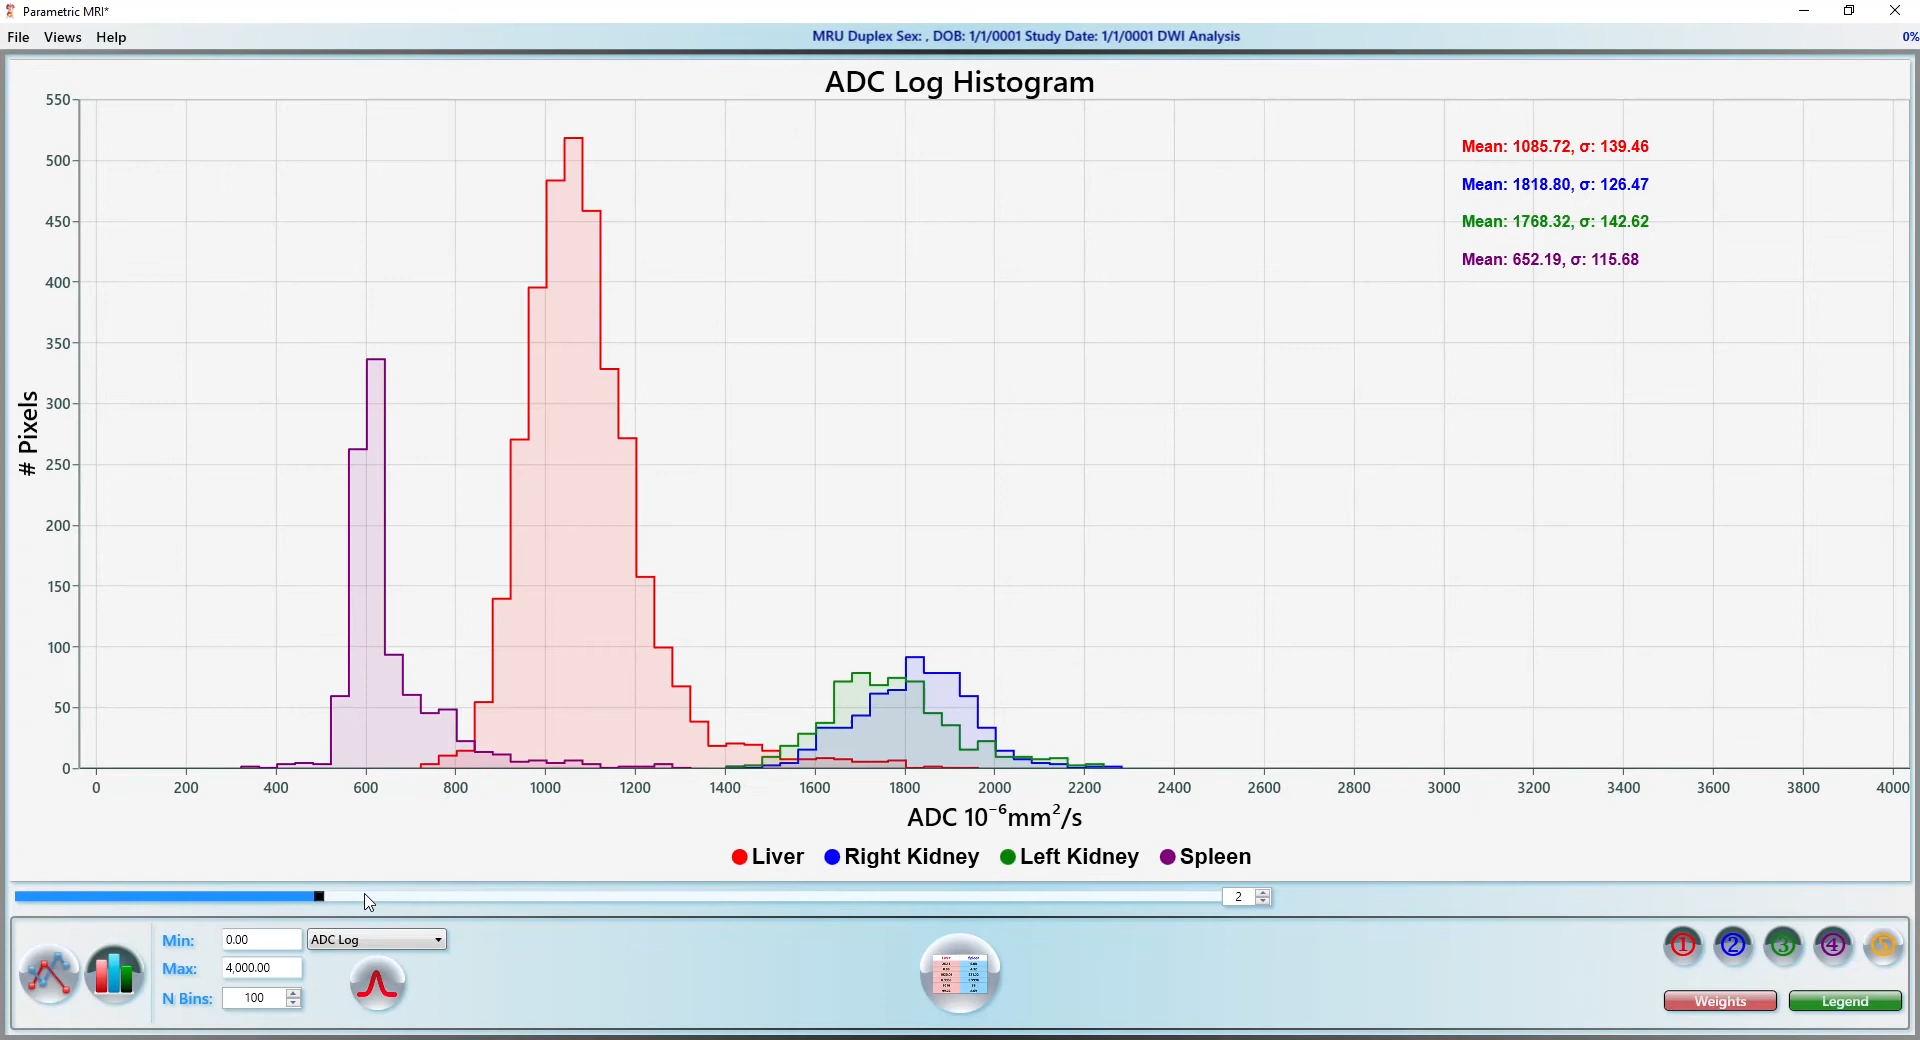 Parametric MRI*
File Views Help
MRU Duplex Sex: , DOB: 1/1/0001 Study Date: 1/1/0001 DWI Analysis
0%
ADC Log Histogram
550
500
450
400
350
300
250
200
150
100
50
0
# Pixels
Mean: 1085.72, σ: 139.46
Mean: 1818.80, σ: 126.47
Mean: 1768.32, σ: 142.62
Mean: 652.19, σ: 115.68
0 200 400 600 800 1000 1200 1400 1600 1800 2000 2200 2400 2600 2800 3000 3200 3400 3600 3800 4000
ADC 10⁻⁶mm²/s
Liver Right Kidney Left Kidney Spleen
2
Min: 0.00 ADC Log
Max: 4,000.00
N Bins: 100
1 2 3 4 5
Weights Legend